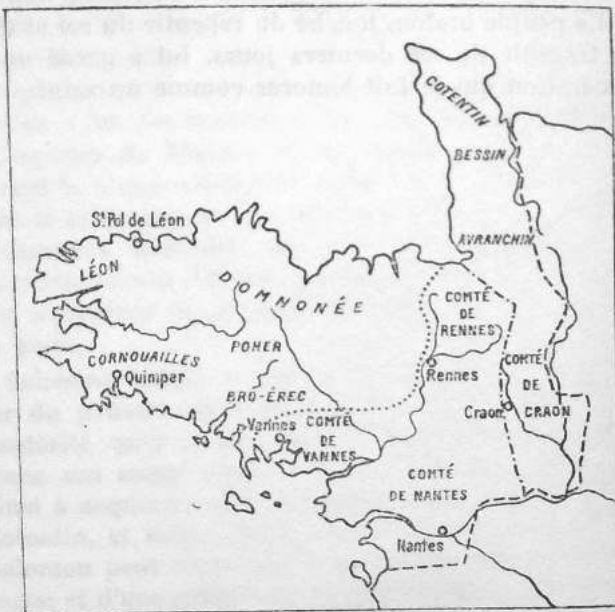 COTENTIN
BESSIN
AVRANCHIN
St Pol de Léon
LÉON
DOMNONÉE
COMTÉ
DE
RENNES
POHER
CORNOUAILLES
Quimper
Rennes
COMTÉ
DE
CRAON
Craon
BRO-ÉREC
Vannes
COMTÉ
DE
VANNES
COMTÉ
DE NANTES
Nantes